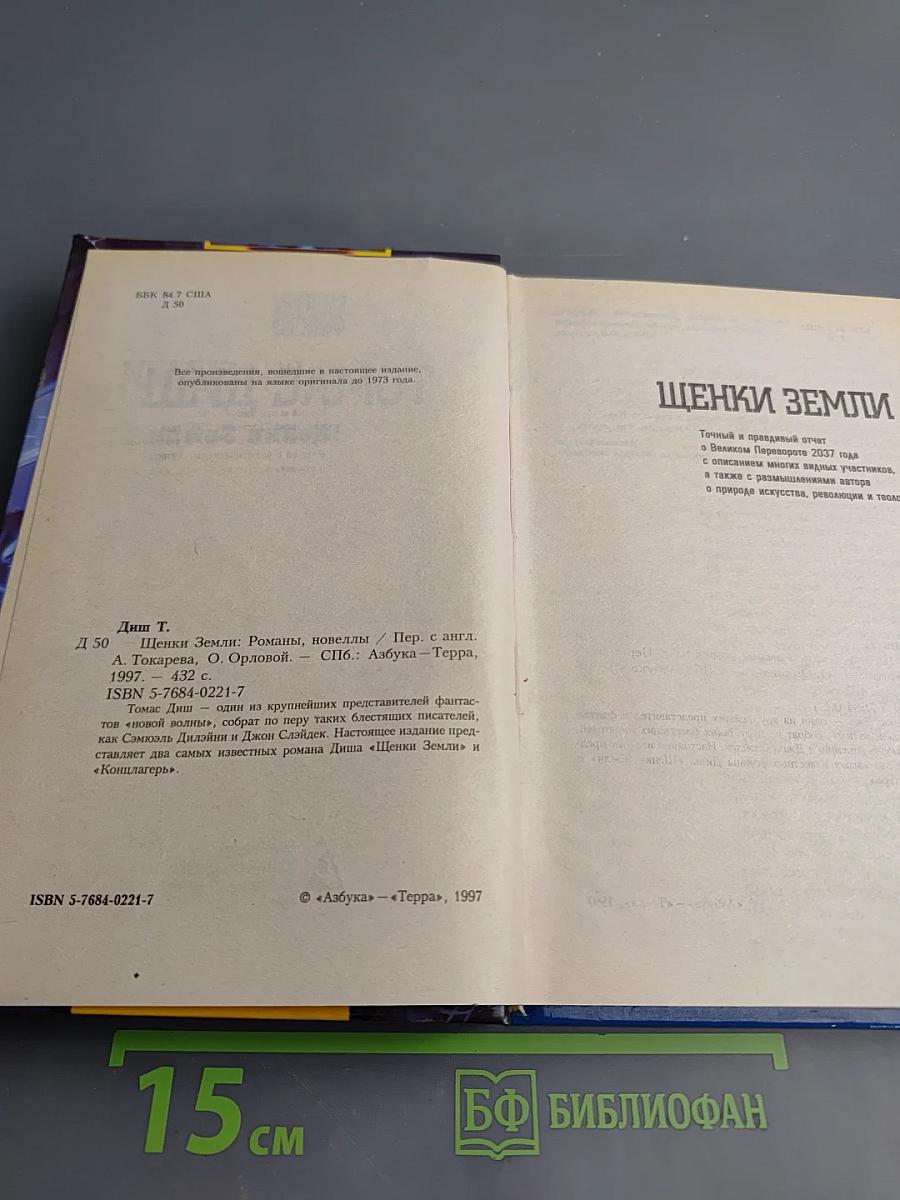 ББК 84.7 США
Д 50
Все произведения, вошедшие в настоящее издание,
опубликованы на языке оригинала до 1973 года.
Диш Т.
Д 50 Щенки Земли: Романы, новеллы / Пер. с англ.
А. Токарева, О. Орловой. — СПб.: Азбука — Терра,
1997. — 432 с.
ISBN 5-7684-0221-7
Томас Диш — один из крупнейших представителей фантас-
тов «новой волны», собрат по перу таких блестящих писателей,
как Сэмюэль Дилэйни и Джон Слэйдек. Настоящее издание пред-
ставляет два самых известных романа Диша «Щенки Земли» и
«Концлагерь».
ISBN 5-7684-0221-7
© «Азбука» — «Терра», 1997
ЩЕНКИ ЗЕМЛИ
Точный и правдивый отчет
о Великом Перевороте 2037 года
с описанием многих видных участников,
а также с размышлениями автора
о природе искусства, революции и теоло
15 см
БФ БИБЛИОФАН